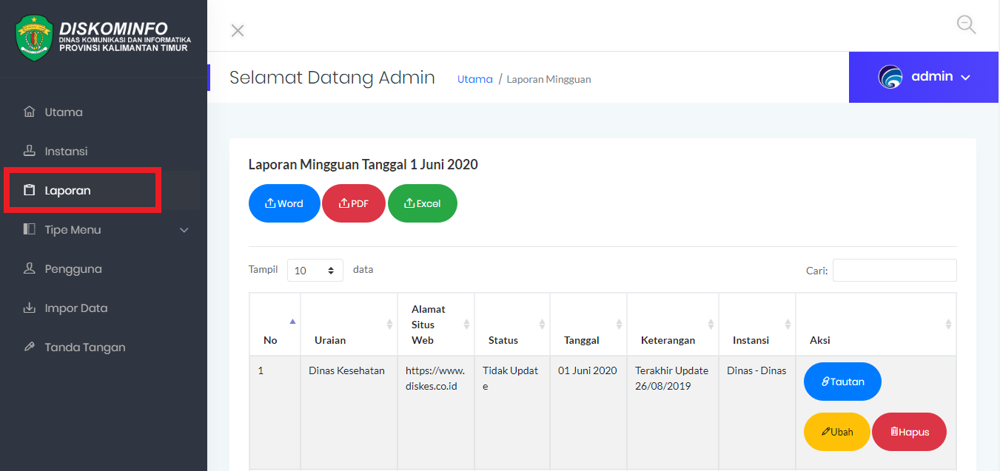 DISKOMINFO
DINAS KOMUNIKASI DAN INFORMATIKA
PROVINSI KALIMANTAN TIMUR
Utama
Instansi
Laporan
Tipe Menu
Pengguna
Impor Data
Tanda Tangan
Selamat Datang Admin
Utama / Laporan Mingguan
admin
Laporan Mingguan Tanggal 1 Juni 2020
Word PDF Excel
Tampil 10 data
Cari:
No Uraian Alamat Situs Web Status Tanggal Keterangan Instansi Aksi
1 Dinas Kesehatan https://www. Tidak Updat 01 Juni 2020 Terakhir Update Dinas - Dinas Tautan
diskes.co.id e 26/08/2019
Ubah Hapus